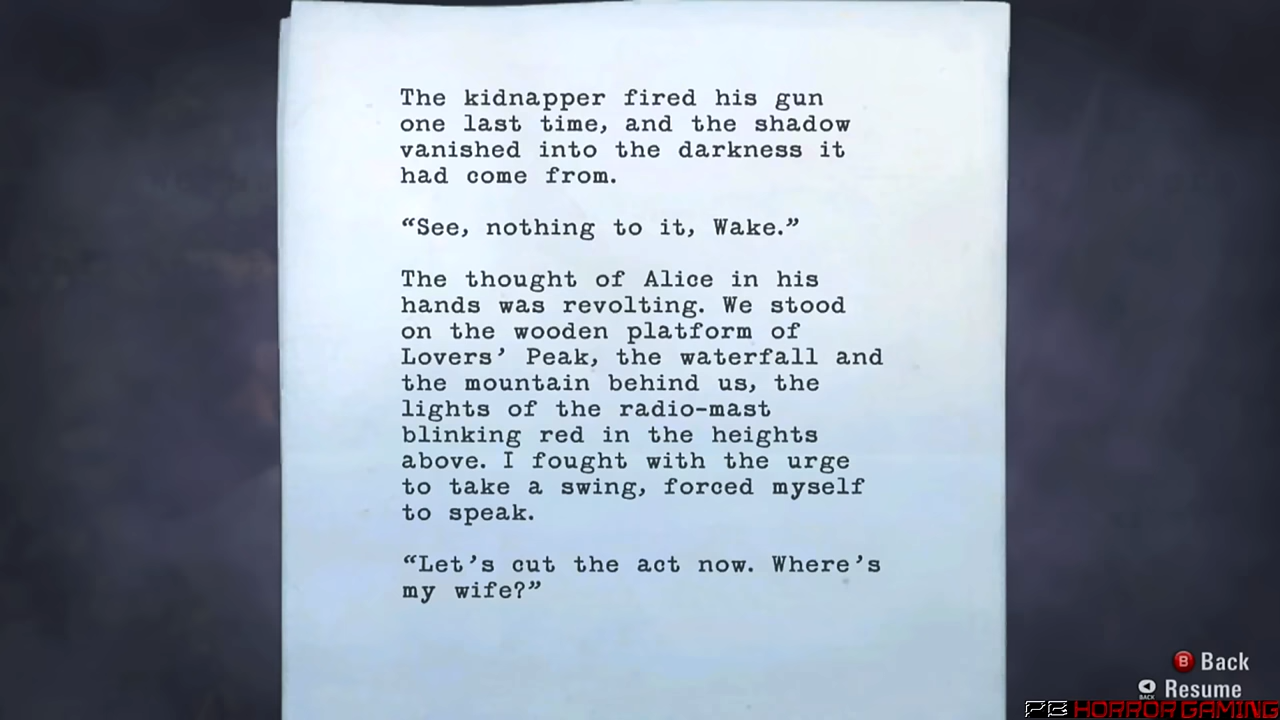 The kidnapper fired his gun
one last time, and the shadow
vanished into the darkness it
had come from.
“See, nothing to it, Wake.”
The thought of Alice in his
hands was revolting. We stood
on the wooden platform of
Lovers’ Peak, the waterfall and
the mountain behind us, the
lights of the radio-mast
blinking red in the heights
above. I fought with the urge
to take a swing, forced myself
to speak.
“Let’s cut the act now. Where’s
my wife?”
B Back
BACK Resume
HORROR GAMING